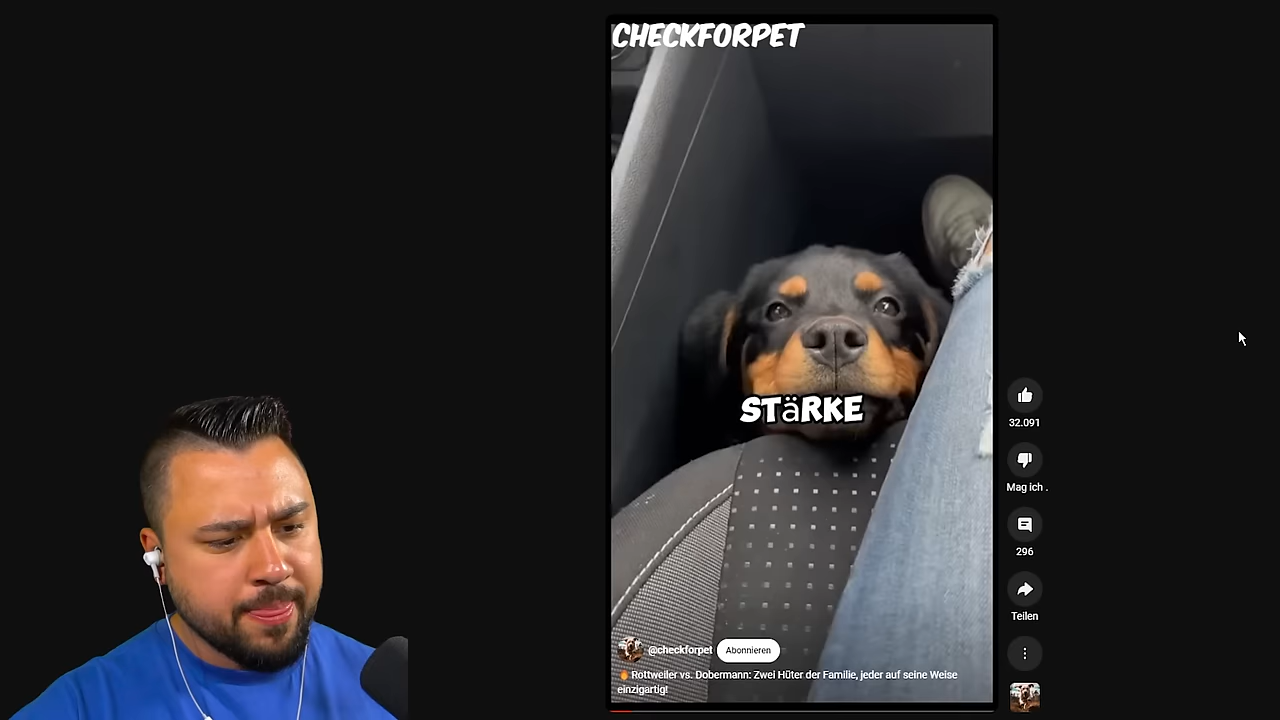 CHECKFORPET
STäRKE
32.091
Mag ich .
296
Teilen
@checkforpet Abonnieren
Rottweiler vs. Dobermann: Zwei Hüter der Familie, jeder auf seine Weise
einzigartig!